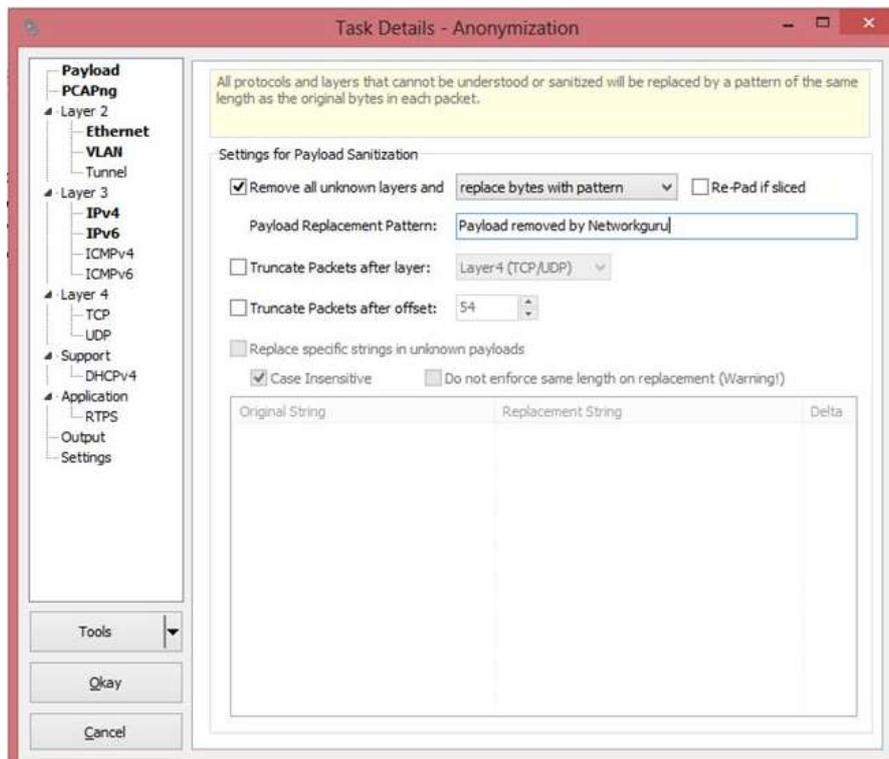 Task Details - Anonymization
Payload
PCAPng
Layer 2
Ethernet
VLAN
Tunnel
Layer 3
IPv4
IPv6
ICMPv4
ICMPv6
Layer 4
TCP
UDP
Support
DHCPv4
Application
RTPS
Output
Settings
Tools
Okay
Cancel
All protocols and layers that cannot be understood or sanitized will be replaced by a pattern of the same
length as the original bytes in each packet.
Settings for Payload Sanitization
Remove all unknown layers and replace bytes with pattern Re-Pad if sliced
Payload Replacement Pattern: Payload removed by Networkguru
Truncate Packets after layer: Layer4 (TCP/UDP)
Truncate Packets after offset: 54
Replace specific strings in unknown payloads
Case Insensitive Do not enforce same length on replacement (Warning!)
Original String Replacement String Delta